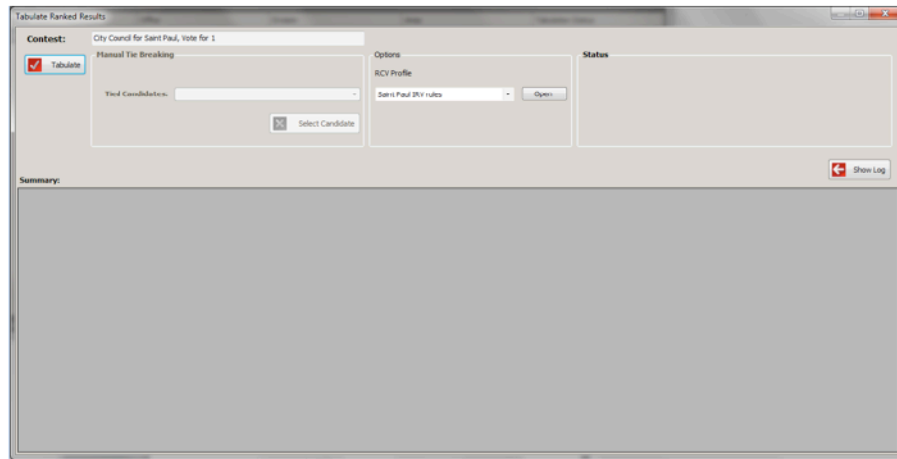 Tabulate Ranked Results
Contest: City Council for Saint Paul, Vote for 1
Tabulate
Manual Tie Breaking
Tied Candidates:
Select Candidate
Options
RCV Profile
Saint Paul IRV rules
Open
Status
Show Log
Summary: